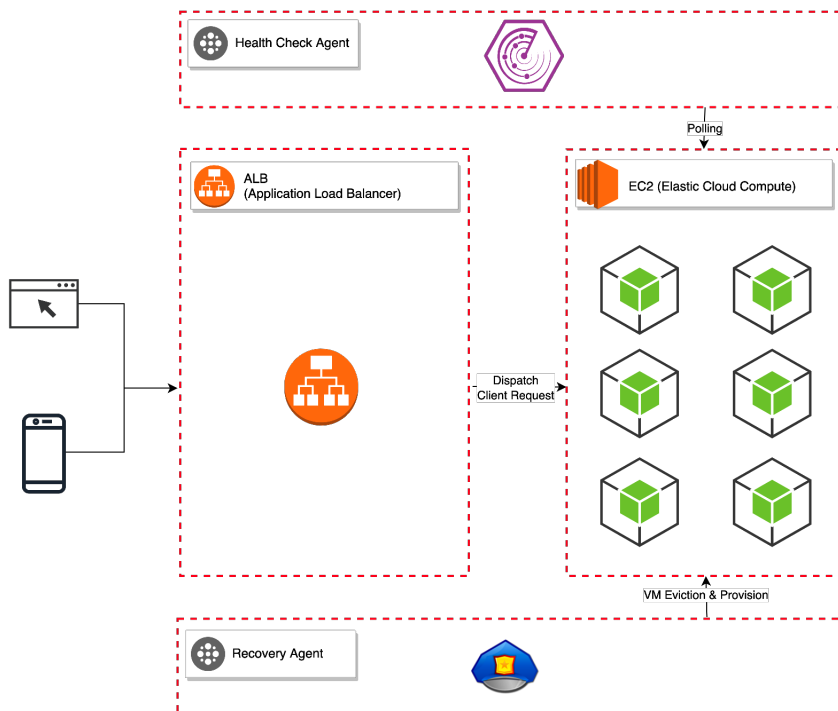 Health Check Agent
Polling
ALB
(Application Load Balancer)
EC2 (Elastic Cloud Compute)
Dispatch
Client Request
VM Eviction & Provision
Recovery Agent